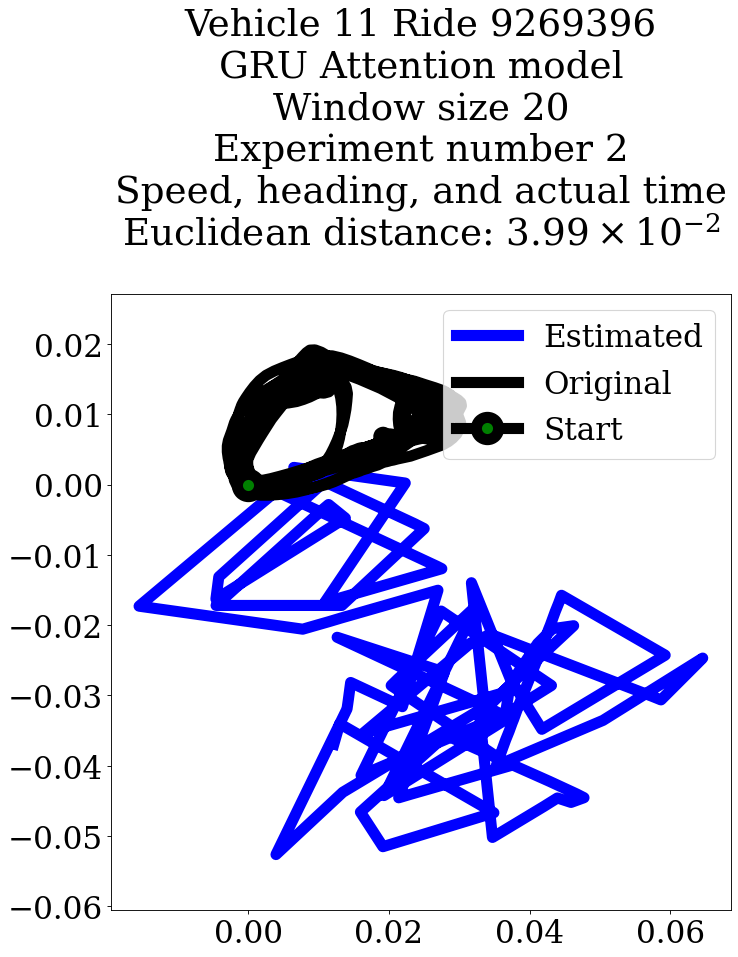 Vehicle 11 Ride 9269396
GRU Attention model
Window size 20
Experiment number 2
Speed, heading, and actual time
Euclidean distance: 3.99 × 10⁻²
Estimated
Original
Start
0.02
0.01
0.00
−0.01
−0.02
−0.03
−0.04
−0.05
−0.06
0.00 0.02 0.04 0.06